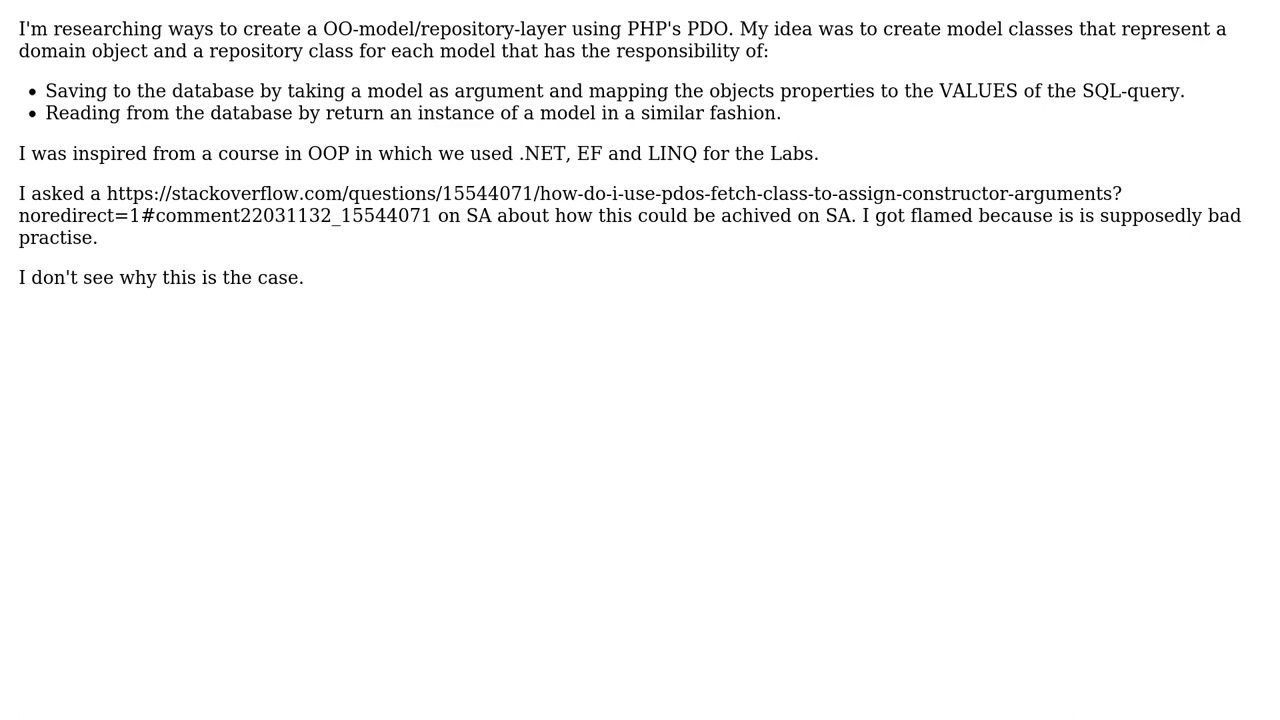 I'm researching ways to create a OO-model/repository-layer using PHP's PDO. My idea was to create model classes that represent a
domain object and a repository class for each model that has the responsibility of:
• Saving to the database by taking a model as argument and mapping the objects properties to the VALUES of the SQL-query.
• Reading from the database by return an instance of a model in a similar fashion.
I was inspired from a course in OOP in which we used .NET, EF and LINQ for the Labs.
I asked a https://stackoverflow.com/questions/15544071/how-do-i-use-pdos-fetch-class-to-assign-constructor-arguments?
noredirect=1#comment22031132_15544071 on SA about how this could be achived on SA. I got flamed because is is supposedly bad
practise.
I don't see why this is the case.